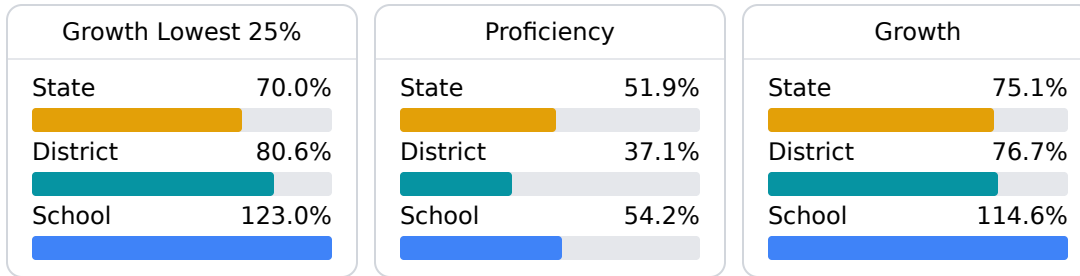 Growth Lowest 25%
State 70.0%
District 80.6%
School 123.0%
Proficiency
State 51.9%
District 37.1%
School 54.2%
Growth
State 75.1%
District 76.7%
School 114.6%